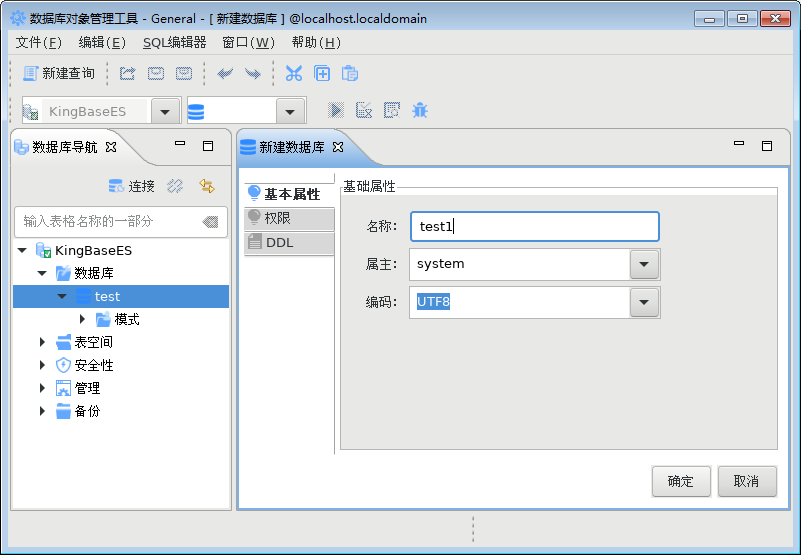 数据库对象管理工具 - General - [ 新建数据库 ] @localhost.localdomain
文件(F) 编辑(E) SQL编辑器 窗口(W) 帮助(H)
新建查询
KingBaseES
数据库导航
新建数据库
连接
输入表格名称的一部分
KingBaseES
数据库
test
模式
表空间
安全性
管理
备份
基本属性
权限
DDL
基础属性
名称: test1
属主: system
编码: UTF8
确定 取消